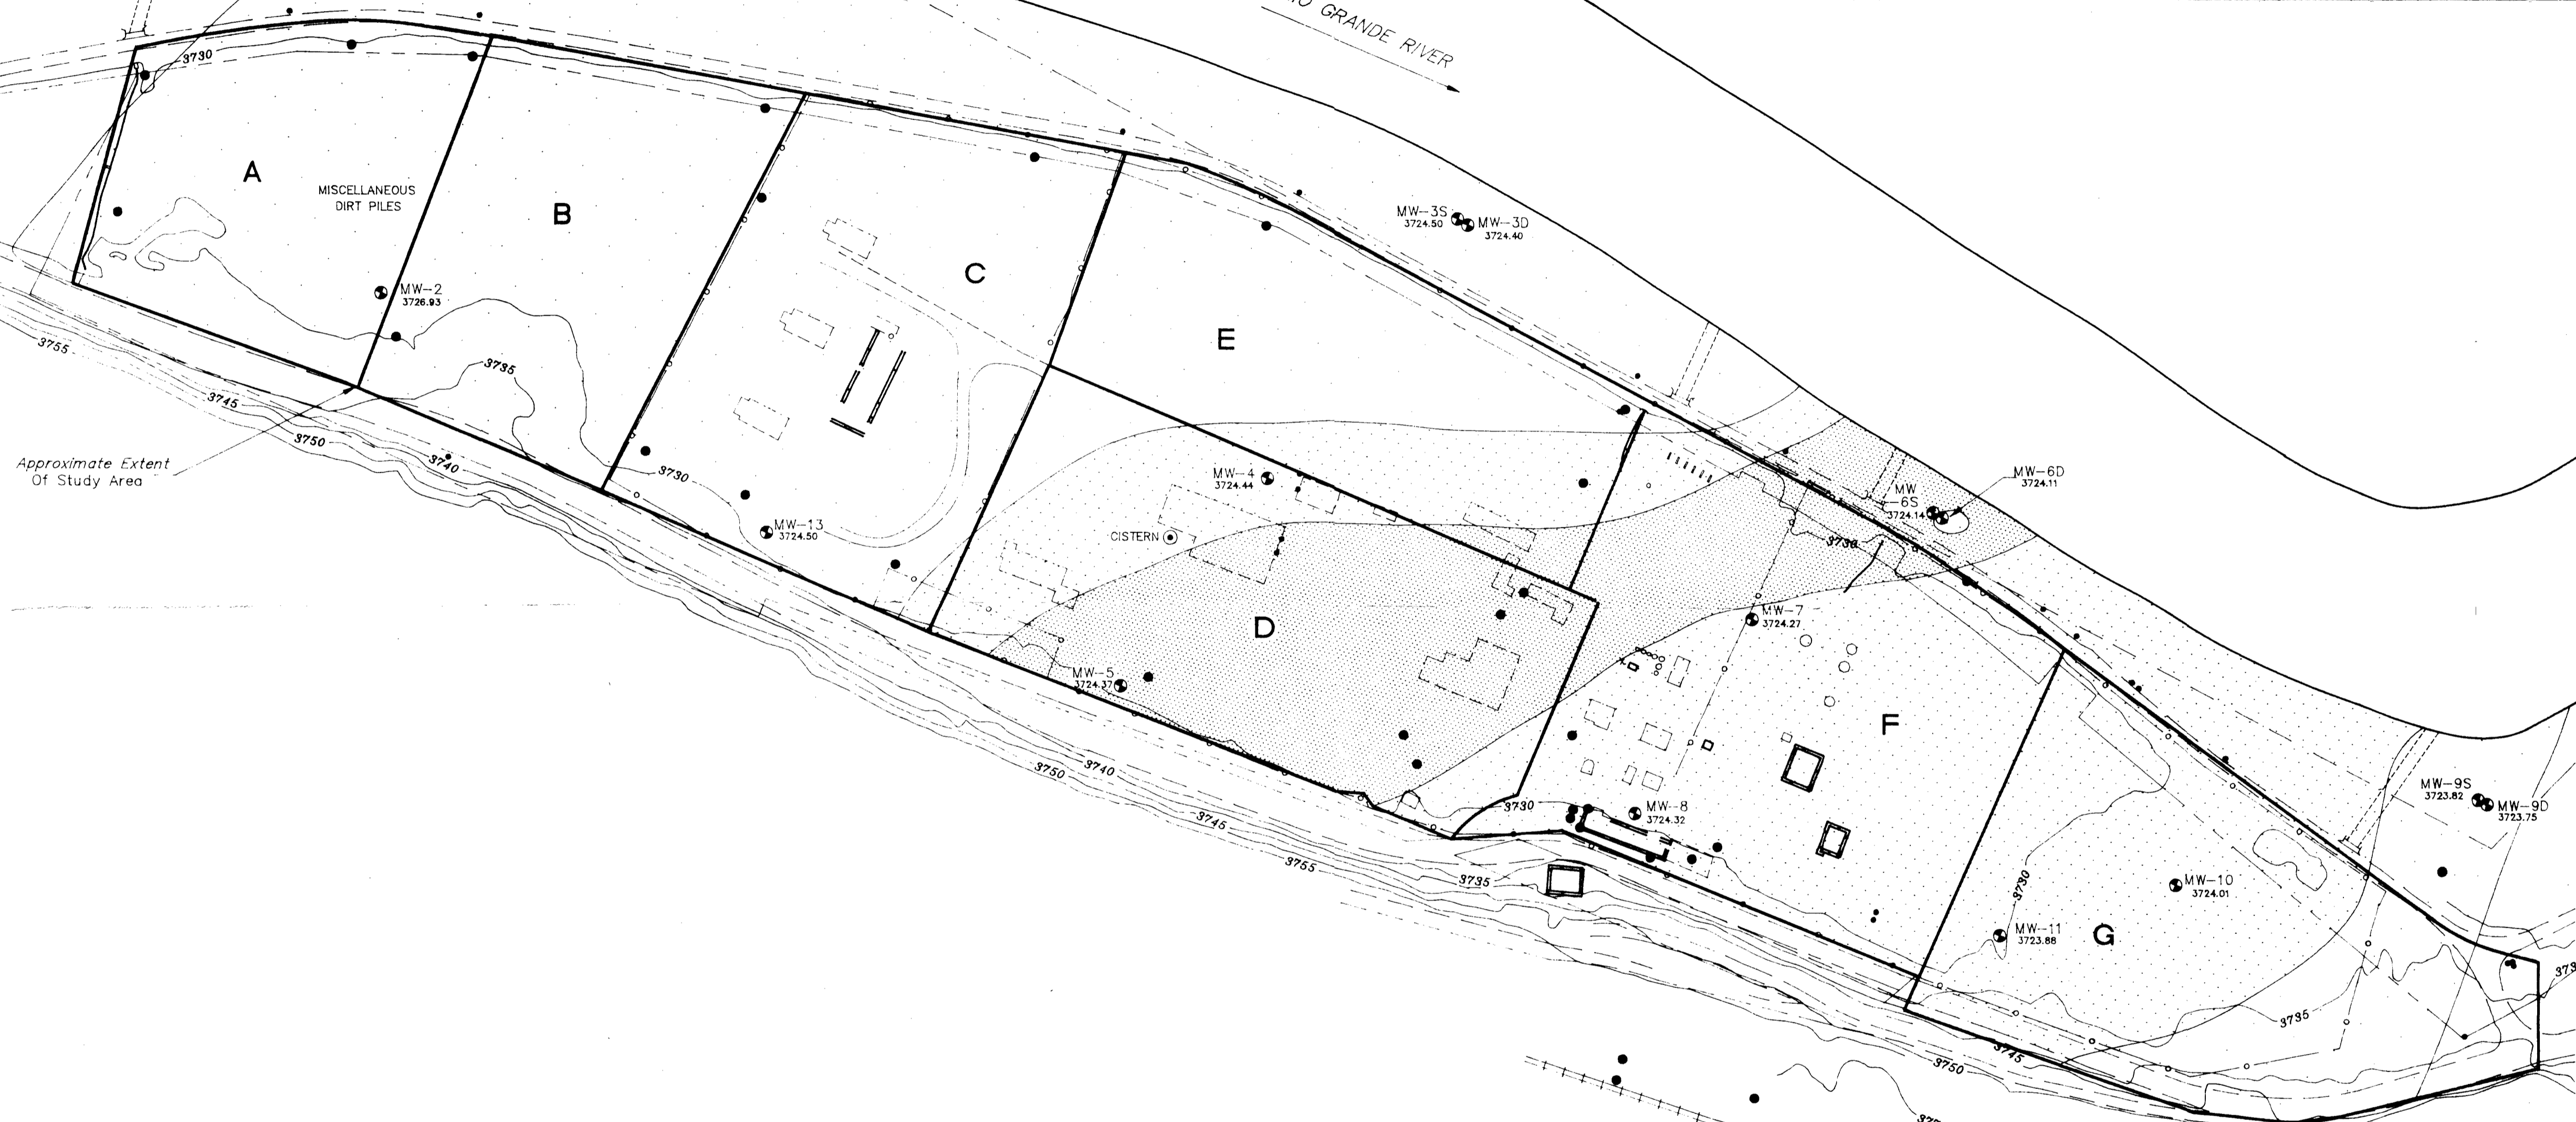 GRANDE RIVER
3730
A
MISCELLANEOUS
DIRT PILES
B
C
MW-3S
3724.50
MW-3D
3724.40
MW-2
3726.93
E
3755
3735
3745
3750
3740
Approximate Extent
Of Study Area
3730
MW-4
3724.44
MW-6D
3724.11
MW
-6S
3724.14
MW-13
3724.50
CISTERN
3730
D
MW-7
3724.27
MW-5
3724.37
F
3740
3750
3745
3755
3730
MW-8
3724.32
MW-9S
3723.82
MW-9D
3723.75
3735
3730
MW-10
3724.01
MW-11
3723.88
G
3735
3745
3750